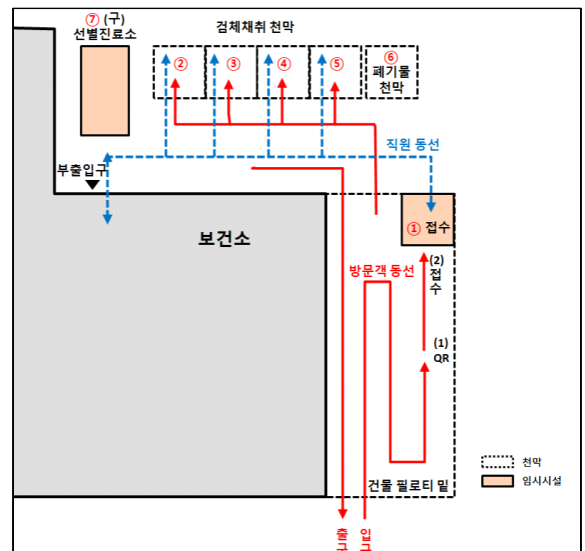 ⑦ (구)
선별진료소
검체채취 천막
②
③
④
⑤
⑥
폐기물
천막
직원 동선
부출입구
보건소
① 접수
방문객 동선
(2)
접
수
(1)
QR
건물 필로티 밑
천막
임시시설
출
입